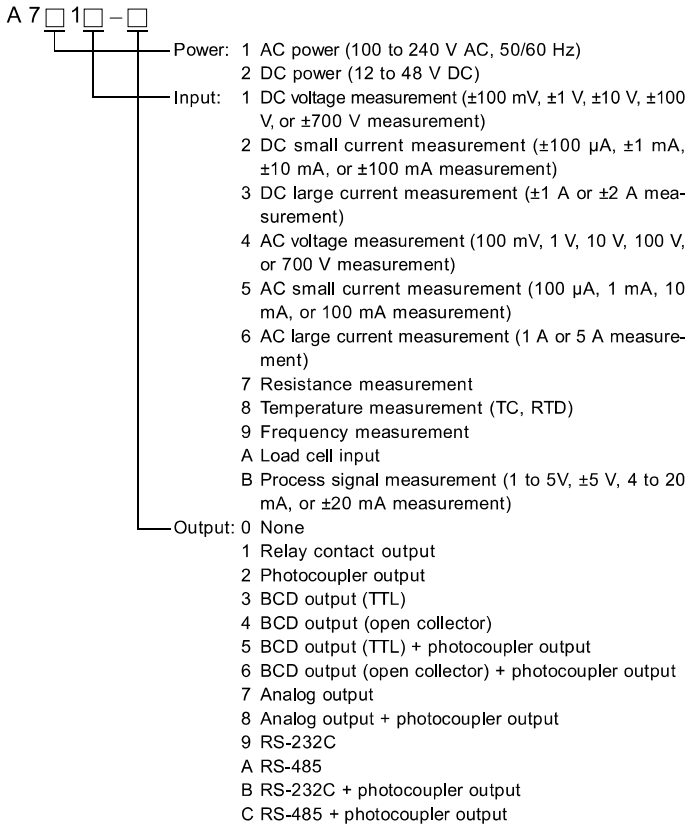 A 7 □ 1 □ – □
Power: 1 AC power (100 to 240 V AC, 50/60 Hz)
2 DC power (12 to 48 V DC)
Input: 1 DC voltage measurement (±100 mV, ±1 V, ±10 V, ±100
V, or ±700 V measurement)
2 DC small current measurement (±100 µA, ±1 mA,
±10 mA, or ±100 mA measurement)
3 DC large current measurement (±1 A or ±2 A mea-
surement)
4 AC voltage measurement (100 mV, 1 V, 10 V, 100 V,
or 700 V measurement)
5 AC small current measurement (100 µA, 1 mA, 10
mA, or 100 mA measurement)
6 AC large current measurement (1 A or 5 A measure-
ment)
7 Resistance measurement
8 Temperature measurement (TC, RTD)
9 Frequency measurement
A Load cell input
B Process signal measurement (1 to 5V, ±5 V, 4 to 20
mA, or ±20 mA measurement)
Output: 0 None
1 Relay contact output
2 Photocoupler output
3 BCD output (TTL)
4 BCD output (open collector)
5 BCD output (TTL) + photocoupler output
6 BCD output (open collector) + photocoupler output
7 Analog output
8 Analog output + photocoupler output
9 RS-232C
A RS-485
B RS-232C + photocoupler output
C RS-485 + photocoupler output